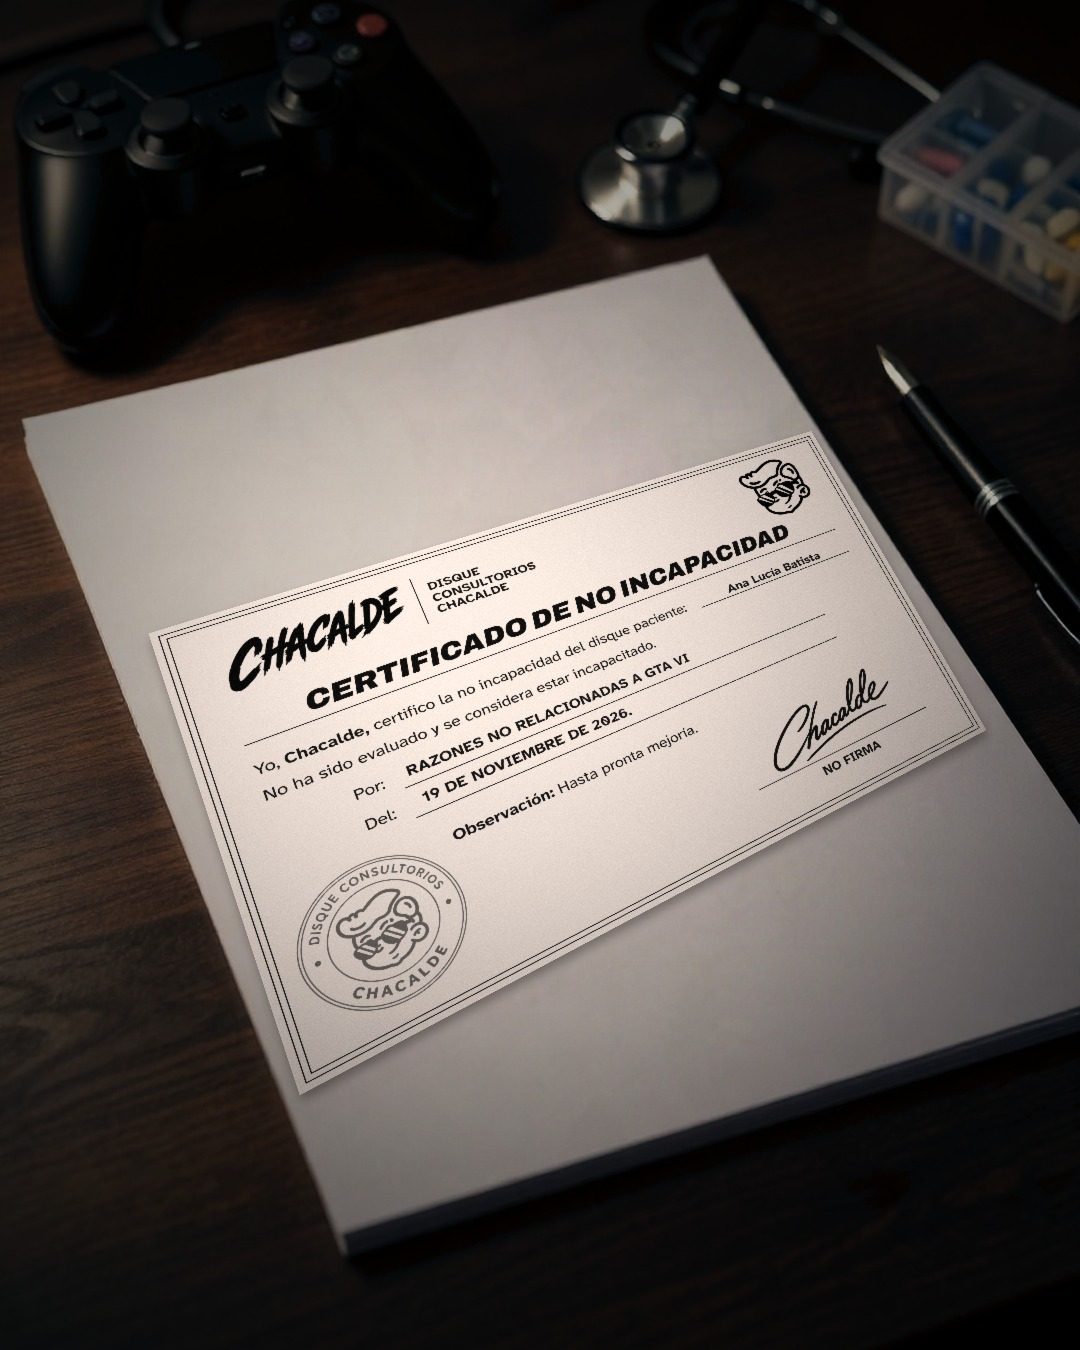 CHACALDE
DISQUE
CONSULTORIOS
CHACALDE
CERTIFICADO DE NO INCAPACIDAD
Yo, Chacalde, certifico la no incapacidad del disque paciente: Ana Lucía Batista
No ha sido evaluado y se considera estar incapacitado.
Por: RAZONES NO RELACIONADAS A GTA VI
Del: 19 DE NOVIEMBRE DE 2026.
Observación: Hasta pronta mejoría.
Chacalde
NO FIRMA
DISQUE CONSULTORIOS
CHACALDE